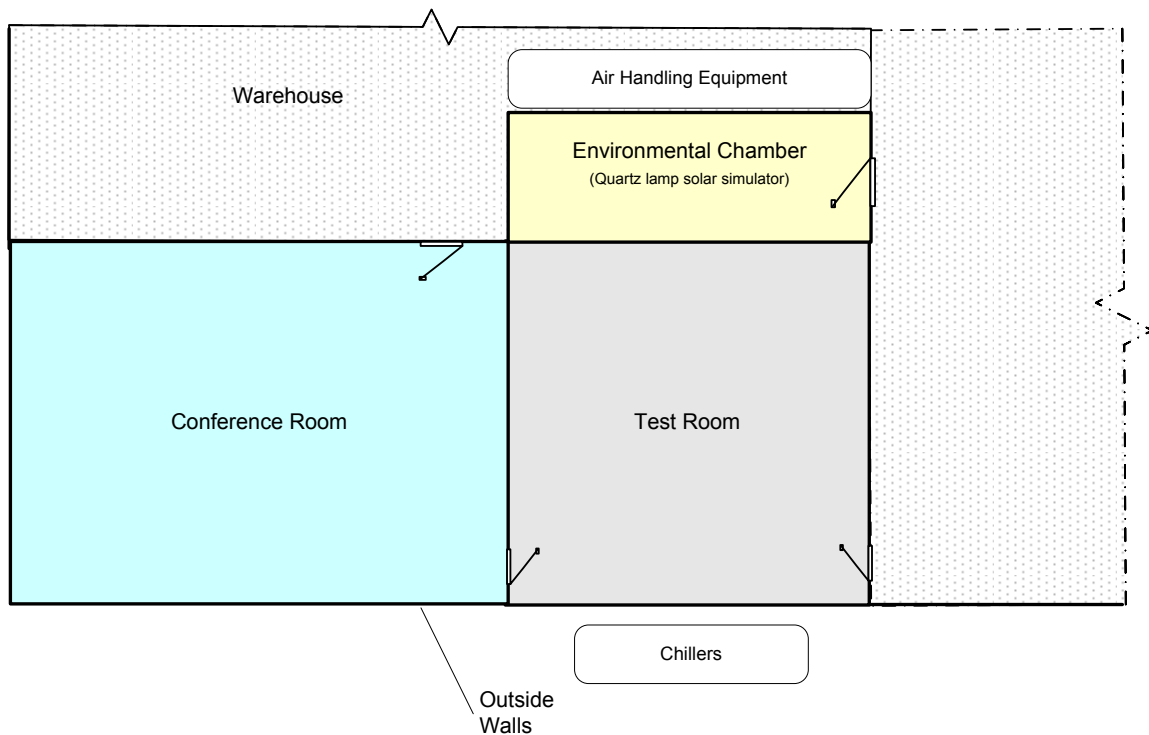 Air Handling Equipment
Warehouse
Environmental Chamber
(Quartz lamp solar simulator)
Conference Room
Test Room
Chillers
Outside
Walls